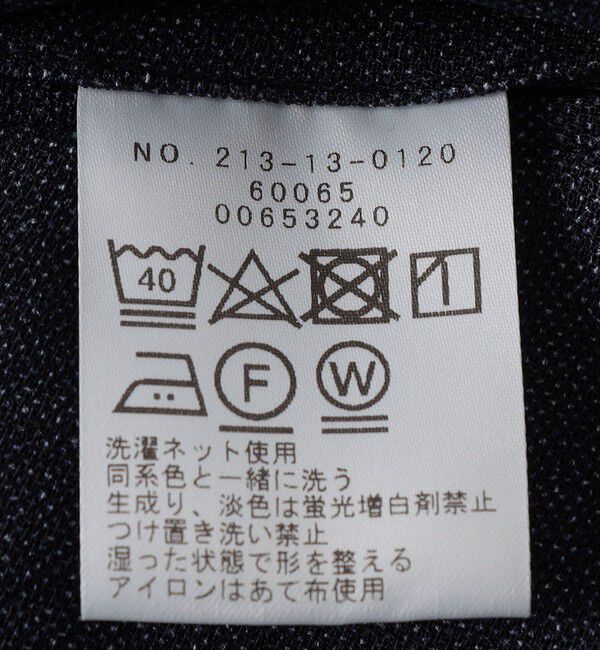 NO. 213-13-0120
60065
00653240
40
F W
洗濯ネット使用
同系色と一緒に洗う
生成り、淡色は蛍光増白剤禁止
つけ置き洗い禁止
湿った状態で形を整える
アイロンはあて布使用